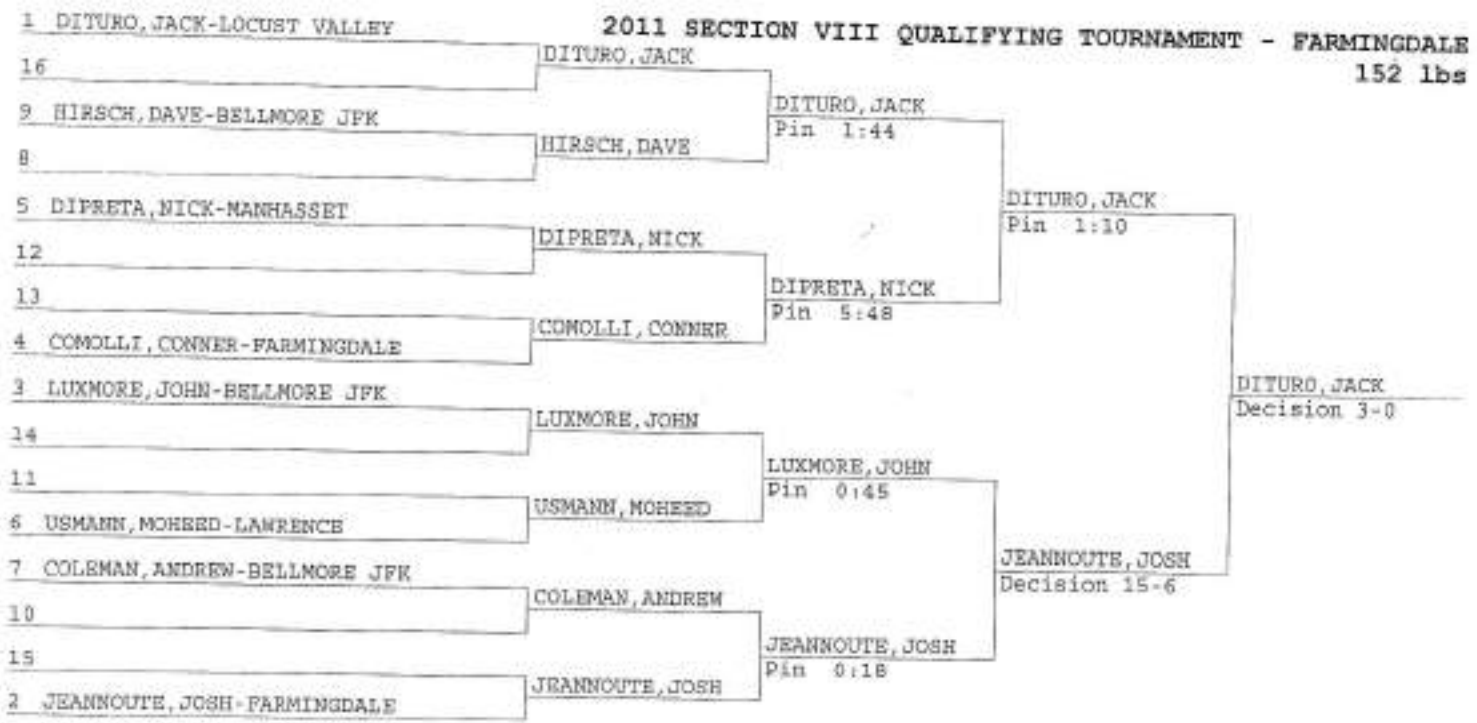 2011 SECTION VIII QUALIFYING TOURNAMENT - FARMINGDALE
152 lbs
1 DITURO,JACK-LOCUST VALLEY
16
9 HIRSCH,DAVE-BELLMORE JFK
8
5 DIPRETA,NICK-MANHASSET
12
13
4 COMOLLI,CONNER-FARMINGDALE
3 LUXMORE,JOHN-BELLMORE JFK
14
11
6 USMANN,MOHEED-LAWRENCE
7 COLEMAN,ANDREW-BELLMORE JFK
10
15
2 JEANNOUTE,JOSH-FARMINGDALE
DITURO,JACK
HIRSCH,DAVE
DIPRETA,NICK
COMOLLI,CONNER
LUXMORE,JOHN
USMANN,MOHEED
COLEMAN,ANDREW
JEANNOUTE,JOSH
DITURO,JACK
Pin 1:44
DIPRETA,NICK
Pin 5:48
LUXMORE,JOHN
Pin 0:45
JEANNOUTE,JOSH
Pin 0:18
DITURO,JACK
Pin 1:10
JEANNOUTE,JOSH
Decision 15-6
DITURO,JACK
Decision 3-0